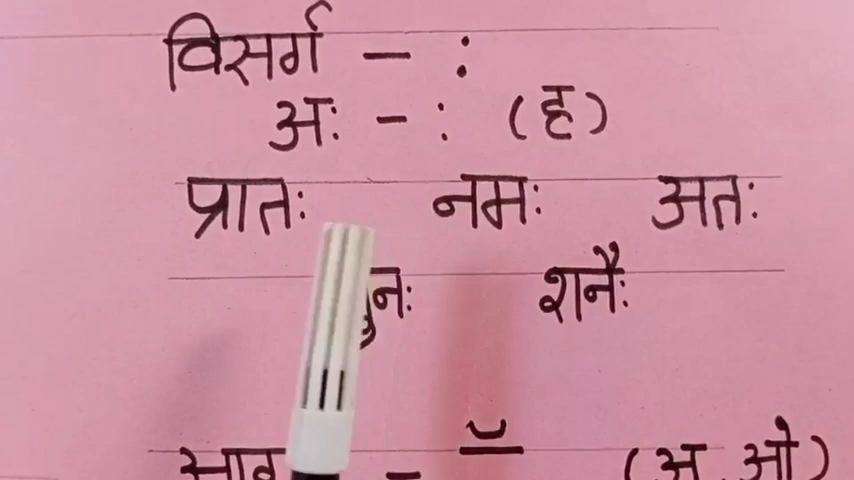 विसर्ग - :
अः - : (ह)
प्रातः नमः अतः
शनैः
- ̆ (अ, ओ)